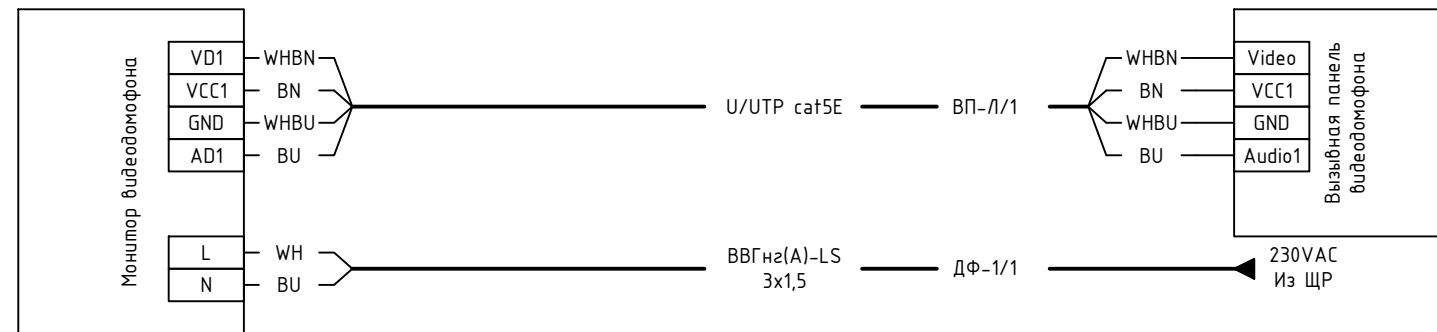 Монитор видеодомофона
VD1 WHBN
VCC1 BN
GND WHBU
AD1 BU
L WH
N BU
U/UTP cat5E ВП-Л/1
ВВГнг(А)-LS
3х1,5
ДФ-1/1
WHBN Video
BN VCC1
WHBU GND
BU Audio1
Вызывная панель
видеодомофона
230VAC
Из ЩР